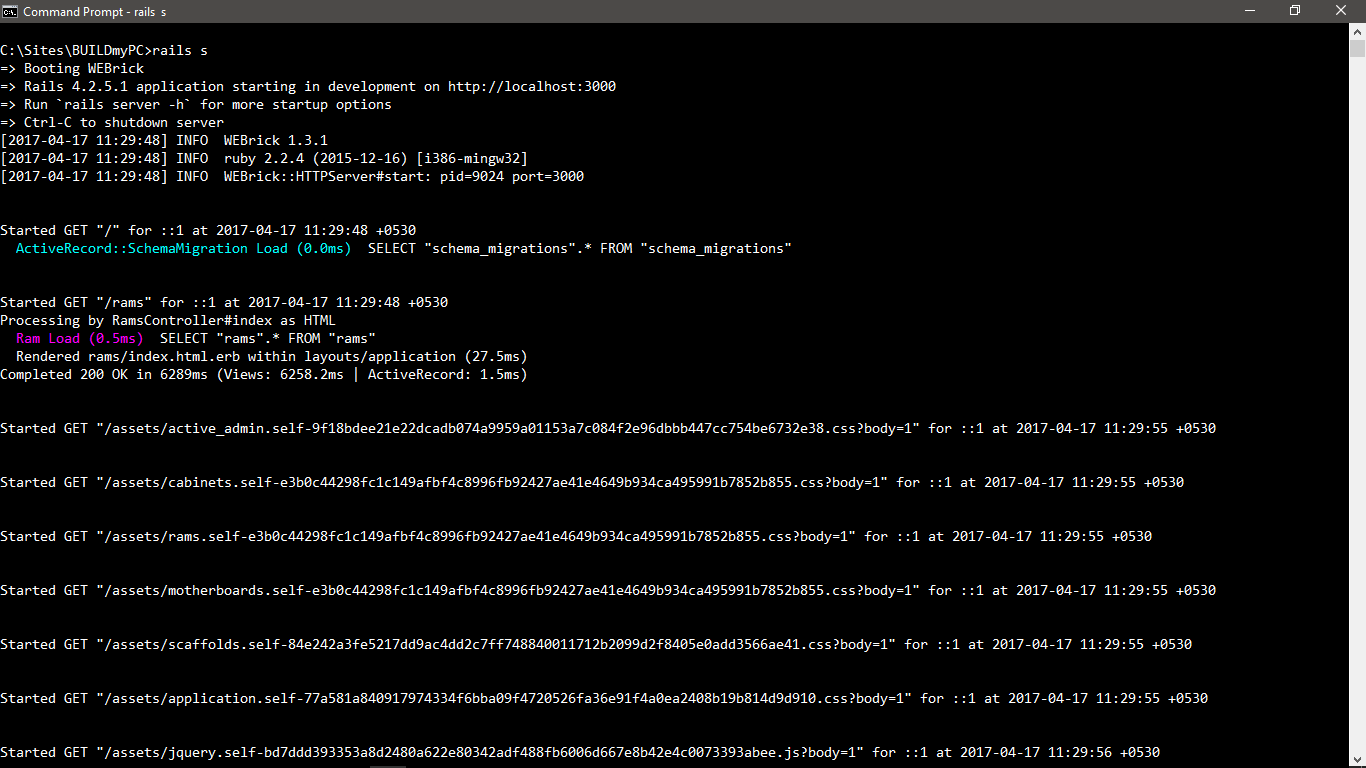 Command Prompt - rails s
C:\Sites\BUILDmyPC>rails s
=> Booting WEBrick
=> Rails 4.2.5.1 application starting in development on http://localhost:3000
=> Run `rails server -h` for more startup options
=> Ctrl-C to shutdown server
[2017-04-17 11:29:48] INFO  WEBrick 1.3.1
[2017-04-17 11:29:48] INFO  ruby 2.2.4 (2015-12-16) [i386-mingw32]
[2017-04-17 11:29:48] INFO  WEBrick::HTTPServer#start: pid=9024 port=3000
Started GET "/" for ::1 at 2017-04-17 11:29:48 +0530
ActiveRecord::SchemaMigration Load (0.0ms)  SELECT "schema_migrations".* FROM "schema_migrations"
Started GET "/rams" for ::1 at 2017-04-17 11:29:48 +0530
Processing by RamsController#index as HTML
Ram Load (0.5ms)  SELECT "rams".* FROM "rams"
Rendered rams/index.html.erb within layouts/application (27.5ms)
Completed 200 OK in 6289ms (Views: 6258.2ms | ActiveRecord: 1.5ms)
Started GET "/assets/active_admin.self-9f18bdee21e22dcadb074a9959a01153a7c084f2e96dbbb447cc754be6732e38.css?body=1" for ::1 at 2017-04-17 11:29:55 +0530
Started GET "/assets/cabinets.self-e3b0c44298fc1c149afbf4c8996fb92427ae41e4649b934ca495991b7852b855.css?body=1" for ::1 at 2017-04-17 11:29:55 +0530
Started GET "/assets/rams.self-e3b0c44298fc1c149afbf4c8996fb92427ae41e4649b934ca495991b7852b855.css?body=1" for ::1 at 2017-04-17 11:29:55 +0530
Started GET "/assets/motherboards.self-e3b0c44298fc1c149afbf4c8996fb92427ae41e4649b934ca495991b7852b855.css?body=1" for ::1 at 2017-04-17 11:29:55 +0530
Started GET "/assets/scaffolds.self-84e242a3fe5217dd9ac4dd2c7ff748840011712b2099d2f8405e0add3566ae41.css?body=1" for ::1 at 2017-04-17 11:29:55 +0530
Started GET "/assets/application.self-77a581a840917974334f6bba09f4720526fa36e91f4a0ea2408b19b814d9d910.css?body=1" for ::1 at 2017-04-17 11:29:55 +0530
Started GET "/assets/jquery.self-bd7ddd393353a8d2480a622e80342adf488fb6006d667e8b42e4c0073393abee.js?body=1" for ::1 at 2017-04-17 11:29:56 +0530